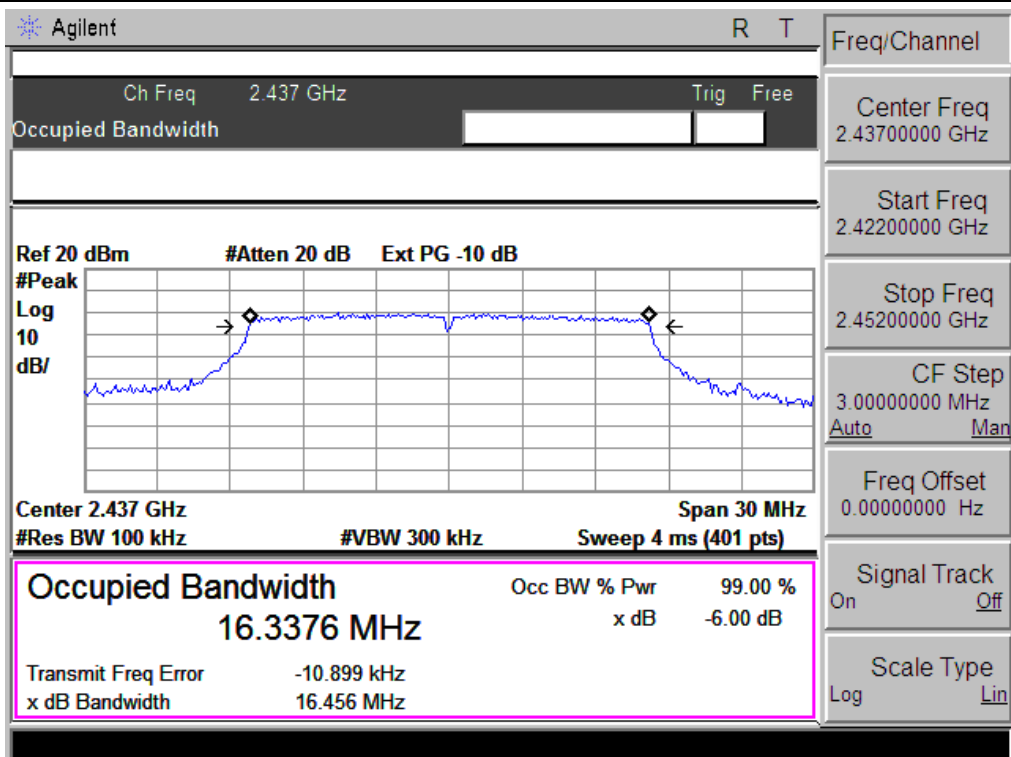 Agilent R T
Ch Freq 2.437 GHz Trig Free
Occupied Bandwidth
Ref 20 dBm #Atten 20 dB Ext PG -10 dB
#Peak
Log
10
dB/
Center 2.437 GHz Span 30 MHz
#Res BW 100 kHz #VBW 300 kHz Sweep 4 ms (401 pts)
Occupied Bandwidth Occ BW % Pwr 99.00 %
16.3376 MHz x dB -6.00 dB
Transmit Freq Error -10.899 kHz
x dB Bandwidth 16.456 MHz
Freq/Channel
Center Freq
2.43700000 GHz
Start Freq
2.42200000 GHz
Stop Freq
2.45200000 GHz
CF Step
3.00000000 MHz
Auto Man
Freq Offset
0.00000000 Hz
Signal Track
On Off
Scale Type
Log Lin